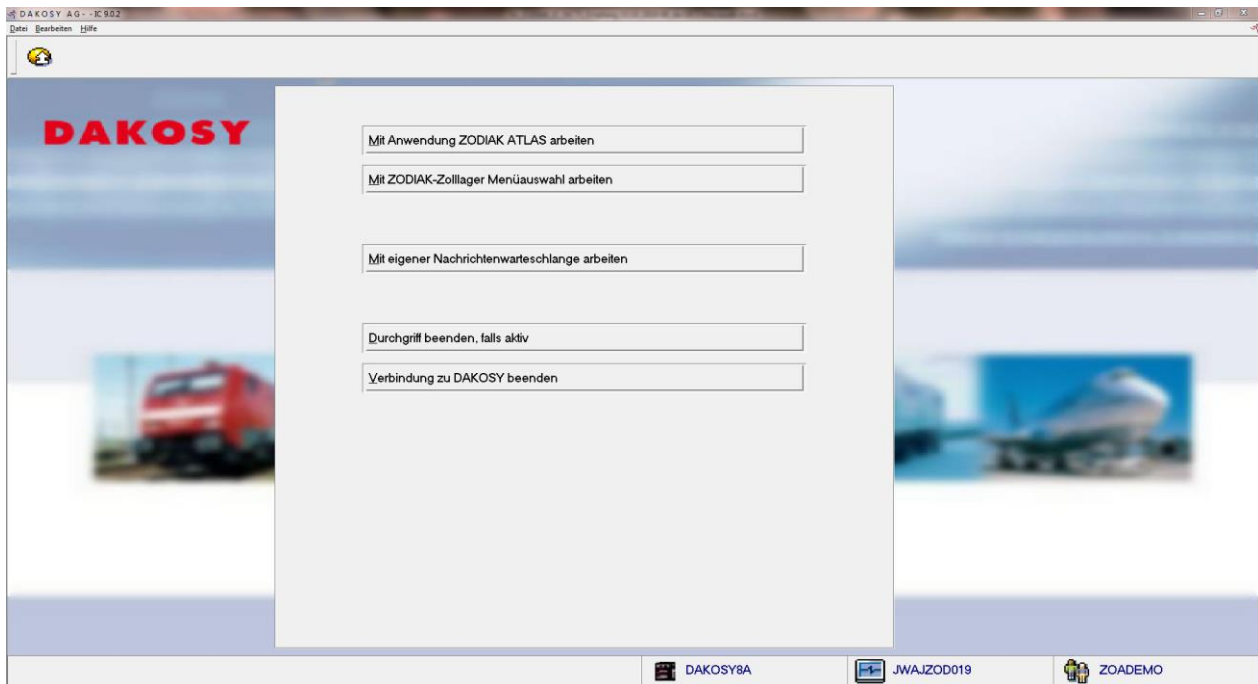 DAKOSY AG - - IC 9.0.2
Datei Bearbeiten Hilfe
DAKOSY
Mit Anwendung ZODIAK ATLAS arbeiten
Mit ZODIAK-Zolllager Menüauswahl arbeiten
Mit eigener Nachrichtenwarteschlange arbeiten
Durchgriff beenden, falls aktiv
Verbindung zu DAKOSY beenden
DAKOSY8A JWAJZOD019 ZOADEMO